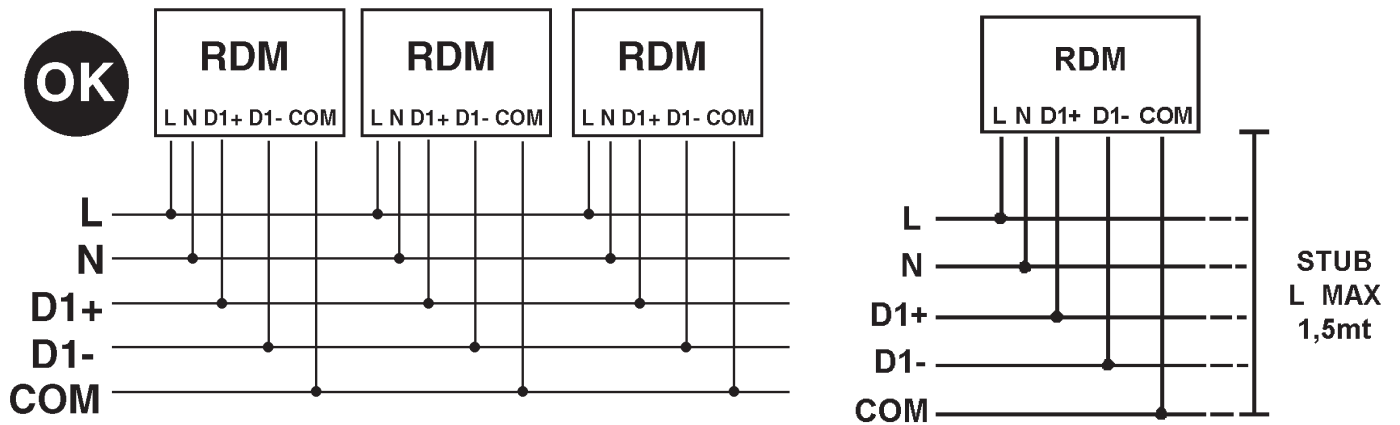 OK
RDM
L N D1+ D1- COM
RDM
L N D1+ D1- COM
RDM
L N D1+ D1- COM
L
N
D1+
D1-
COM
RDM
L N D1+ D1- COM
L
N
D1+
D1-
COM
STUB
L MAX
1,5mt